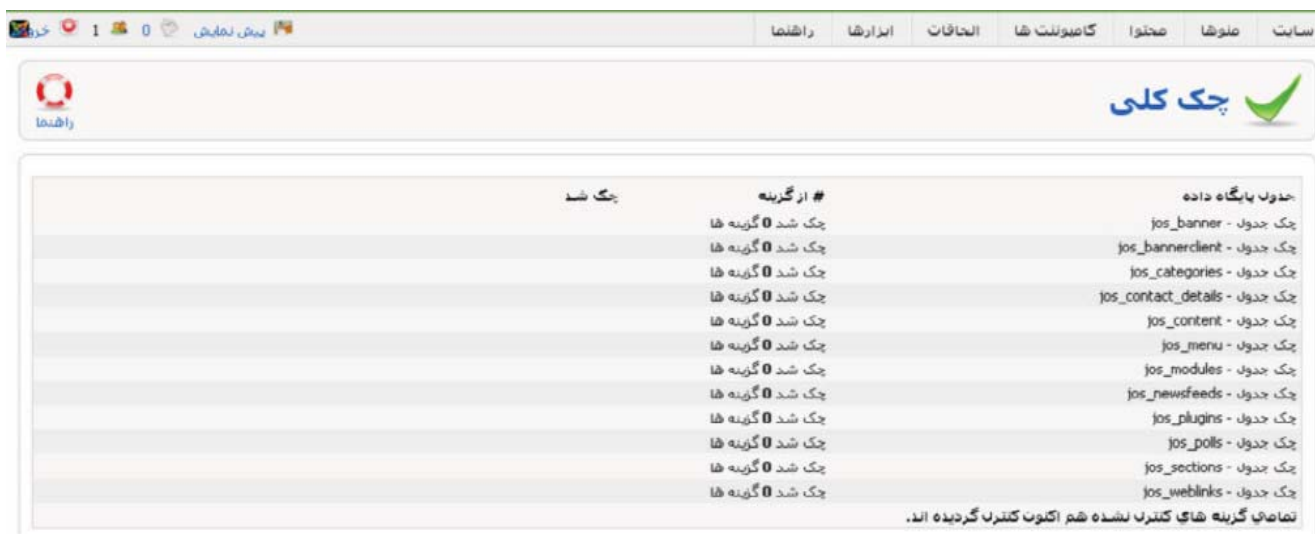 سایت منوها محتوا کامپوننت ها الحاقات ابزارها راهنما پیش نمایش 0 1
چک کلی
راهنما
جدول پایگاه داده # از گزینه چک شد
چک جدول - jos_banner چک شد 0 گزینه ها
چک جدول - jos_bannerclient چک شد 0 گزینه ها
چک جدول - jos_categories چک شد 0 گزینه ها
چک جدول - jos_contact_details چک شد 0 گزینه ها
چک جدول - jos_content چک شد 0 گزینه ها
چک جدول - jos_menu چک شد 0 گزینه ها
چک جدول - jos_modules چک شد 0 گزینه ها
چک جدول - jos_newsfeeds چک شد 0 گزینه ها
چک جدول - jos_plugins چک شد 0 گزینه ها
چک جدول - jos_polls چک شد 0 گزینه ها
چک جدول - jos_sections چک شد 0 گزینه ها
چک جدول - jos_weblinks چک شد 0 گزینه ها
تمامی گزینه های کنترل نشده هم اکنون کنترل گردیده اند.